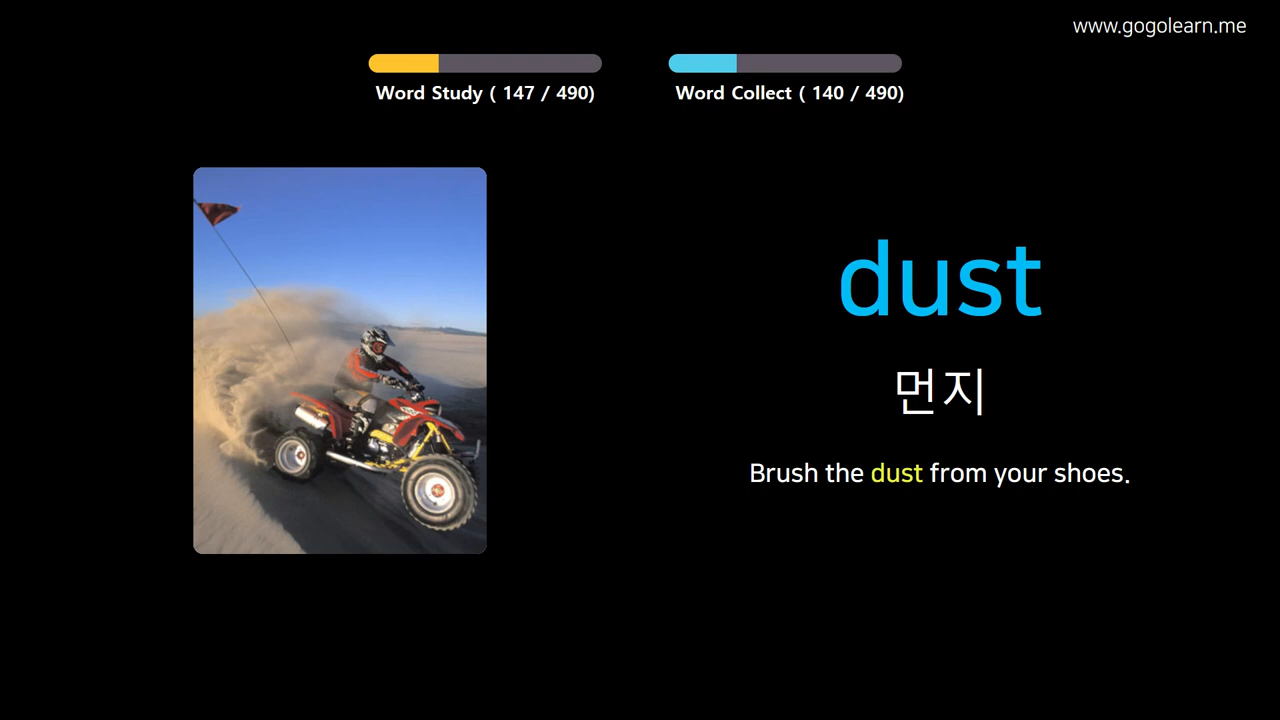 www.gogolearn.me
Word Study ( 147 / 490)
Word Collect ( 140 / 490)
dust
먼지
Brush the dust from your shoes.